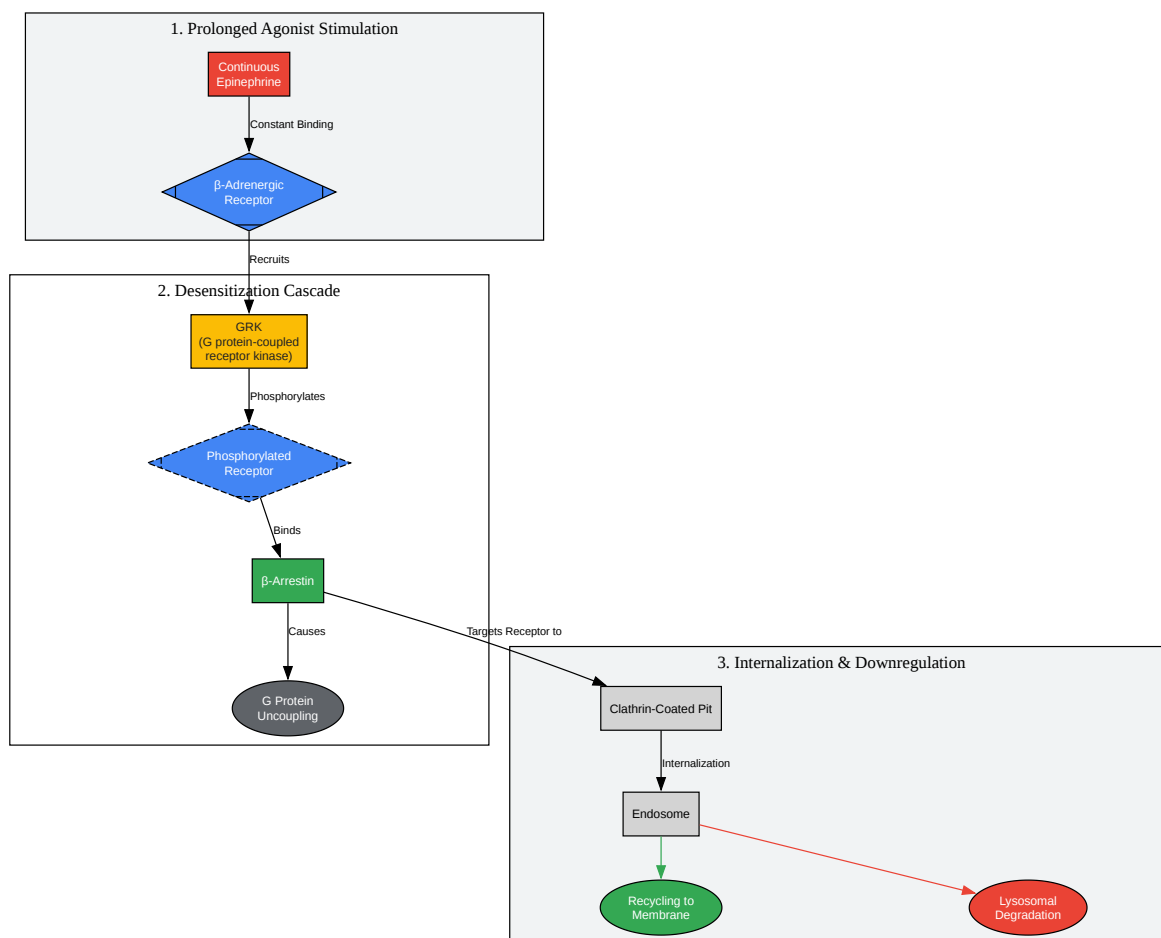 1. Prolonged Agonist Stimulation
Continuous
Epinephrine
Constant Binding
β-Adrenergic
Receptor
Recruits
2. Desensitization Cascade
GRK
(G protein-coupled
receptor kinase)
Phosphorylates
Phosphorylated
Receptor
Binds
β-Arrestin
Causes
Targets Receptor to
G Protein
Uncoupling
3. Internalization & Downregulation
Clathrin-Coated Pit
Internalization
Endosome
Recycling to
Membrane
Lysosomal
Degradation